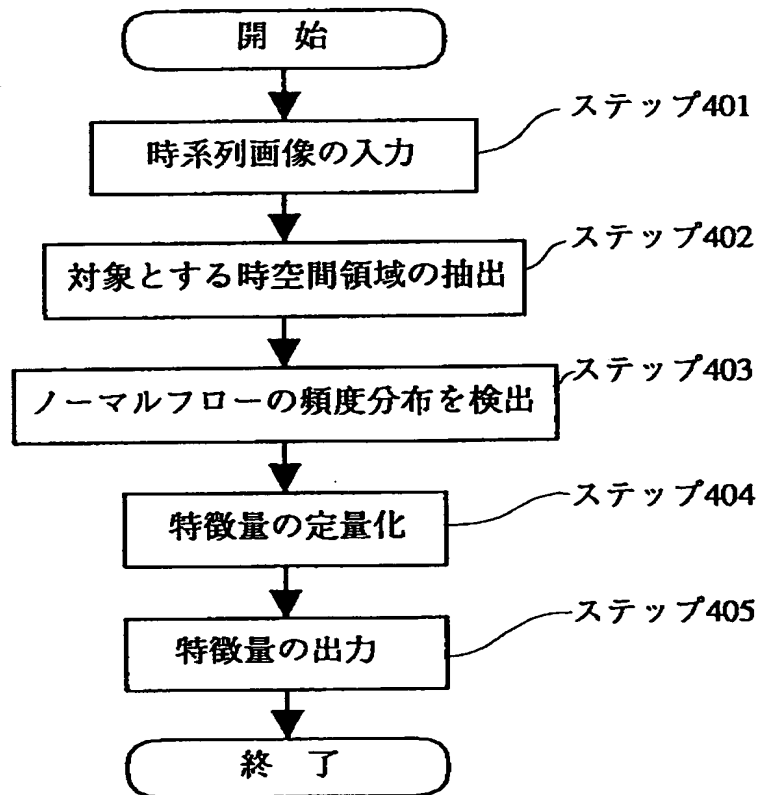 開 始
ステップ401
時系列画像の入力
ステップ402
対象とする時空間領域の抽出
ステップ403
ノーマルフローの頻度分布を検出
ステップ404
特徴量の定量化
ステップ405
特徴量の出力
終 了